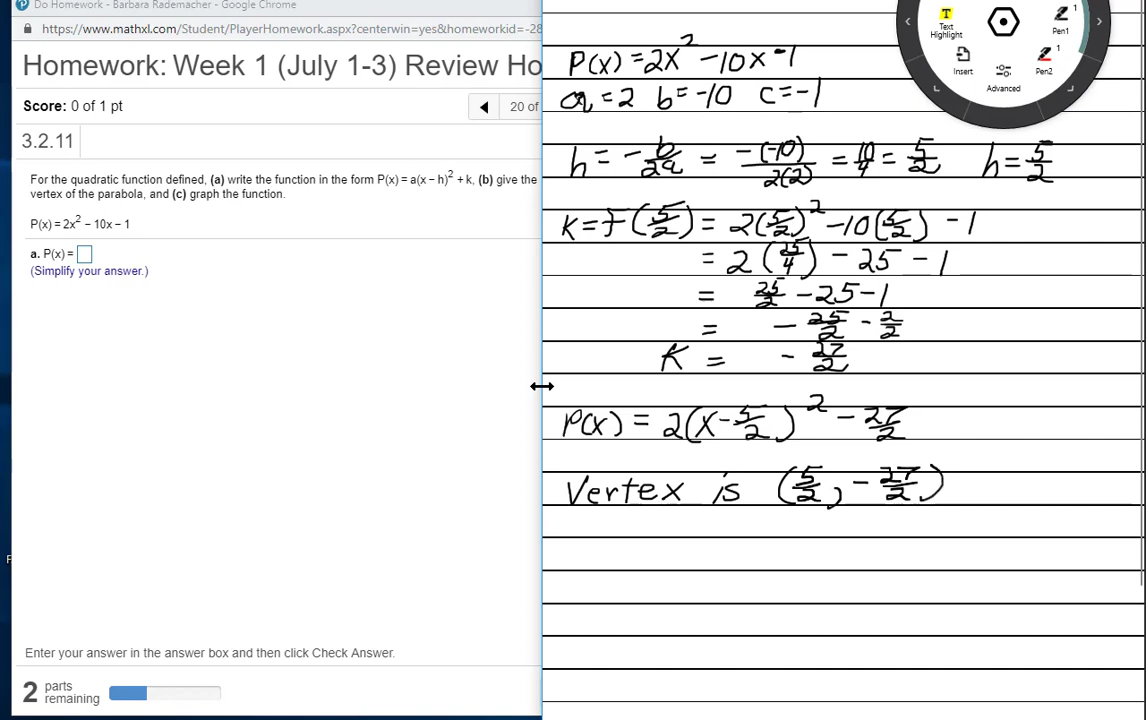 Do Homework - Barbara Rademacher - Google Chrome
https://www.mathxl.com/Student/PlayerHomework.aspx?centerwin=yes&homeworkid=-28
Homework: Week 1 (July 1-3) Review Ho
Score: 0 of 1 pt
20 of
3.2.11
For the quadratic function defined, (a) write the function in the form P(x) = a(x − h)² + k, (b) give the
vertex of the parabola, and (c) graph the function.
P(x) = 2x² − 10x − 1
a. P(x) =
(Simplify your answer.)
Enter your answer in the answer box and then click Check Answer.
2 parts
remaining
T
Text
Highlight
1
Pen1
Insert
1
Pen2
Advanced
P(x) = 2x² - 10x - 1
a = 2 b = -10 c = -1
h = -b/2a = -(-10)/2(2) = 10/4 = 5/2 h = 5/2
K = f(5/2) = 2(5/2)² - 10(5/2) - 1
= 2(25/4) - 25 - 1
= 25/2 - 25 - 1
= -25/2 - 2/2
K = -27/2
P(x) = 2(x - 5/2)² - 27/2
Vertex is (5/2, -27/2)